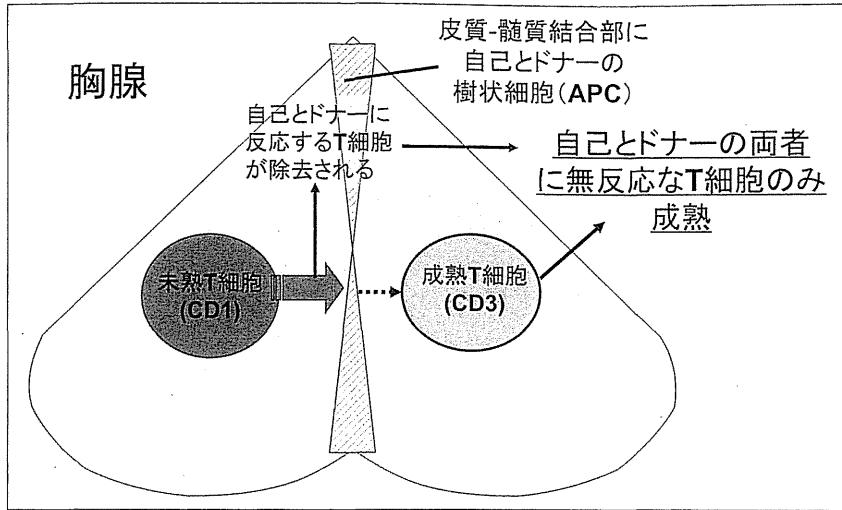 胸腺
皮質-髄質結合部に
自己とドナーの
樹状細胞(APC)
自己とドナーに
反応するT細胞
が除去される
自己とドナーの両者
に無反応なT細胞のみ
成熟
未熟T細胞
(CD1)
成熟T細胞
(CD3)